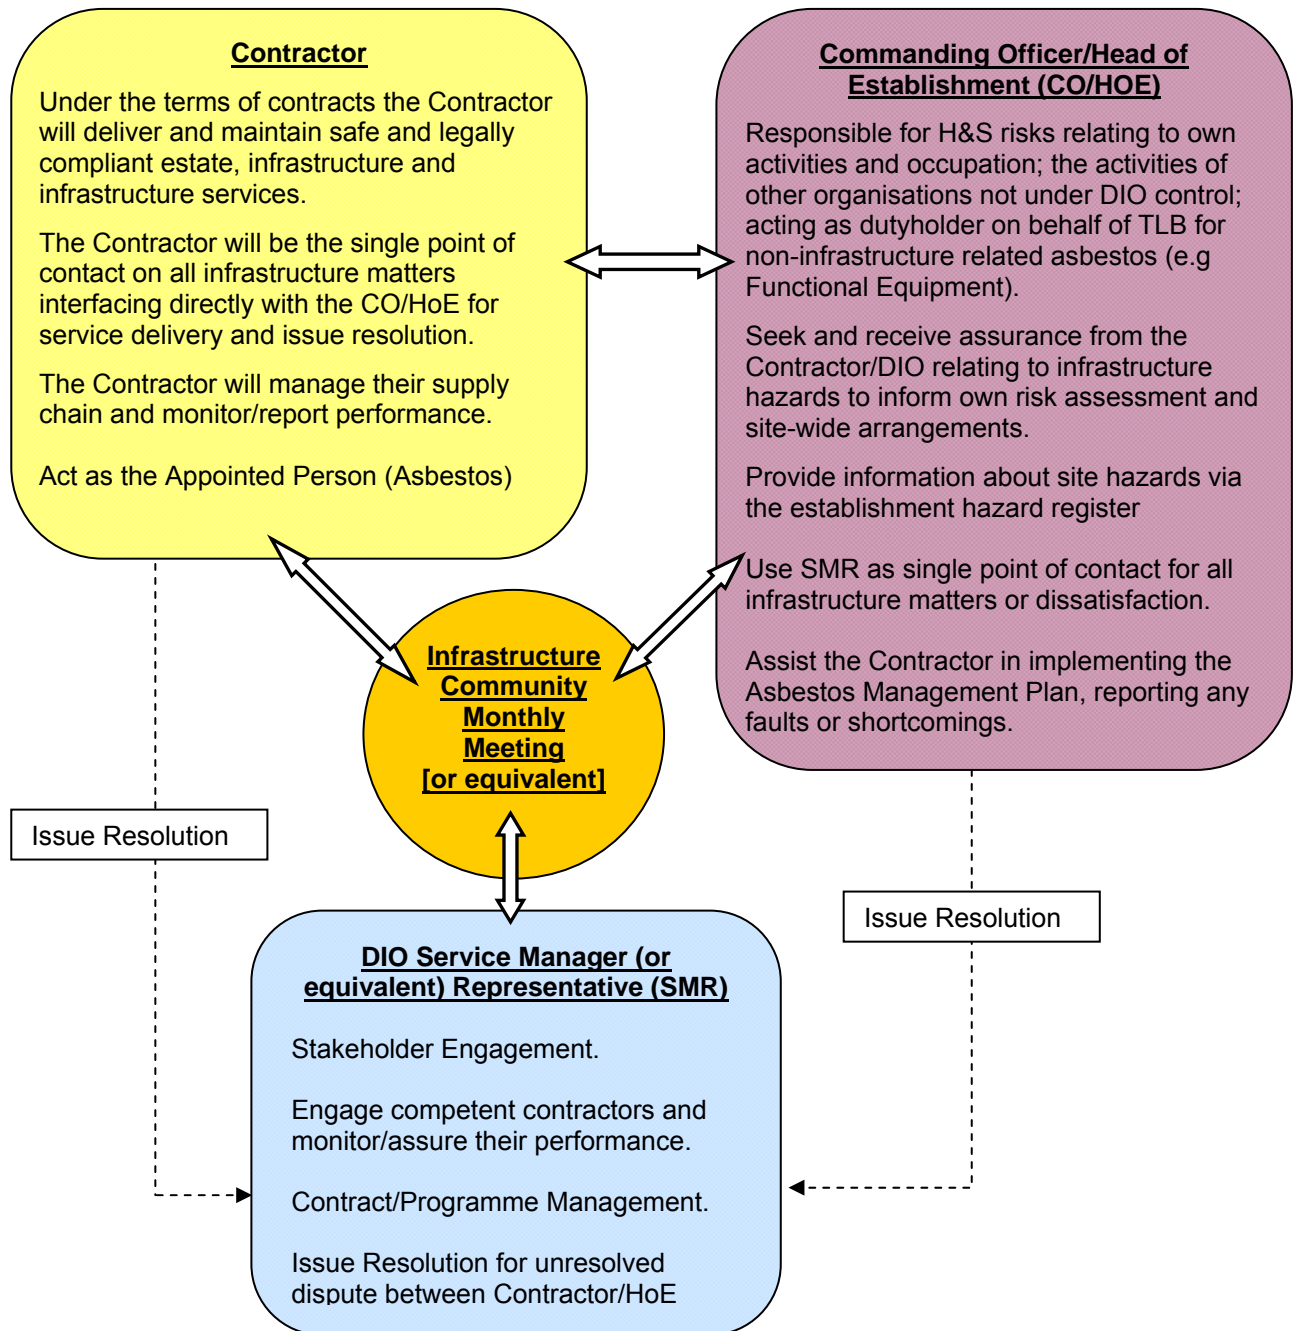 Contractor
Under the terms of contracts the Contractor
will deliver and maintain safe and legally
compliant estate, infrastructure and
infrastructure services.
The Contractor will be the single point of
contact on all infrastructure matters
interfacing directly with the CO/HoE for
service delivery and issue resolution.
The Contractor will manage their supply
chain and monitor/report performance.
Act as the Appointed Person (Asbestos)
Commanding Officer/Head of
Establishment (CO/HOE)
Responsible for H&S risks relating to own
activities and occupation; the activities of
other organisations not under DIO control;
acting as dutyholder on behalf of TLB for
non-infrastructure related asbestos (e.g
Functional Equipment).
Seek and receive assurance from the
Contractor/DIO relating to infrastructure
hazards to inform own risk assessment and
site-wide arrangements.
Provide information about site hazards via
the establishment hazard register
Use SMR as single point of contact for all
infrastructure matters or dissatisfaction.
Assist the Contractor in implementing the
Asbestos Management Plan, reporting any
faults or shortcomings.
Infrastructure
Community
Monthly
Meeting
[or equivalent]
Issue Resolution
Issue Resolution
DIO Service Manager (or
equivalent) Representative (SMR)
Stakeholder Engagement.
Engage competent contractors and
monitor/assure their performance.
Contract/Programme Management.
Issue Resolution for unresolved
dispute between Contractor/HoE